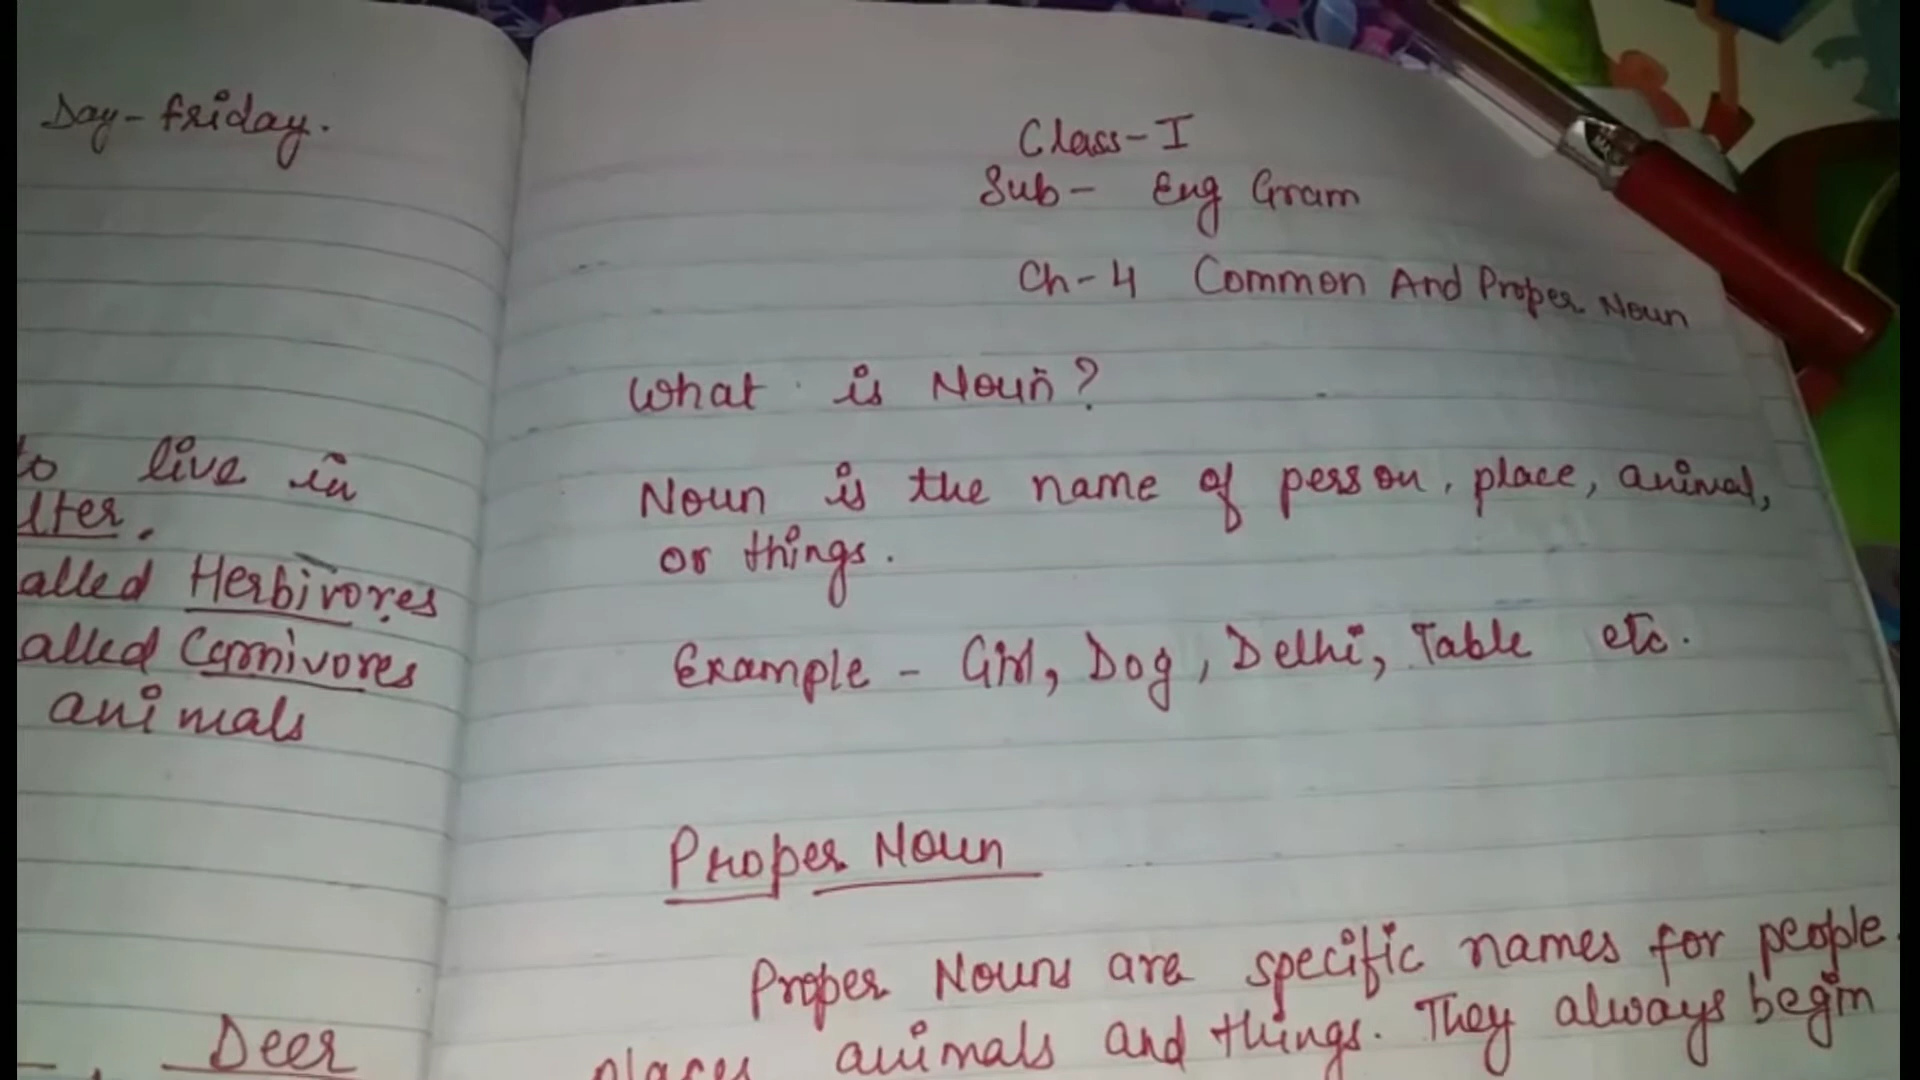 Day - friday.
to live in
lter.
alled Herbivores
alled Carnivores
animals
Deer
Class - I
Sub - Eng Gram
Ch - 4 Common And Proper Noun
What is Noun?
Noun is the name of person, place, animal,
or things.
Example - Girl, Dog, Delhi, Table etc.
Proper Noun
Proper Nouns are specific names for people
places animals and things. They always begin